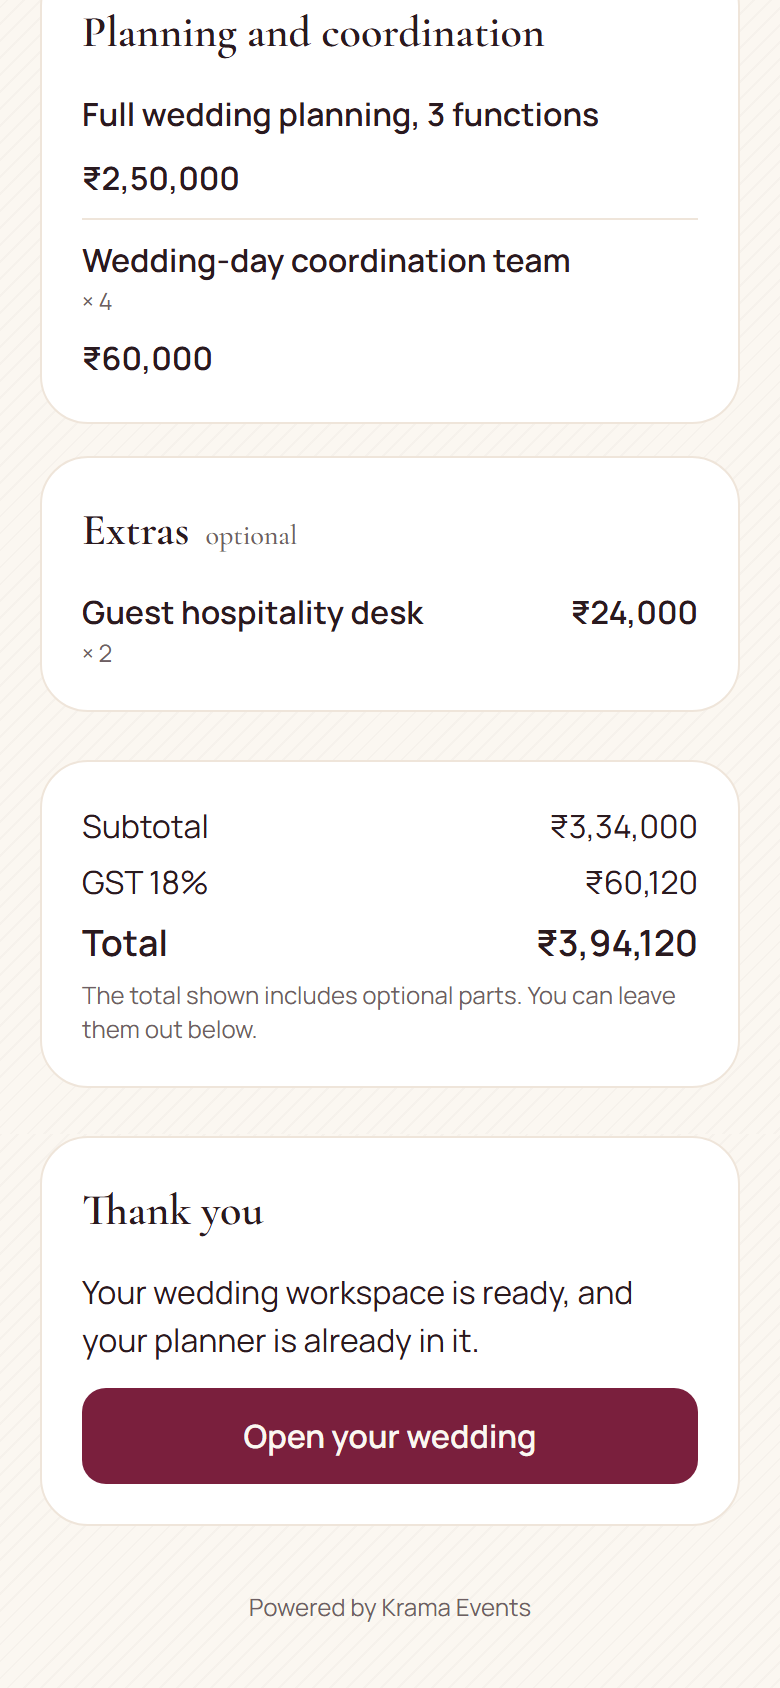 Planning and coordination
Full wedding planning, 3 functions
₹2,50,000
Wedding-day coordination team
× 4
₹60,000
Extras optional
Guest hospitality desk ₹24,000
× 2
Subtotal ₹3,34,000
GST 18% ₹60,120
Total ₹3,94,120
The total shown includes optional parts. You can leave
them out below.
Thank you
Your wedding workspace is ready, and
your planner is already in it.
Open your wedding
Powered by Krama Events